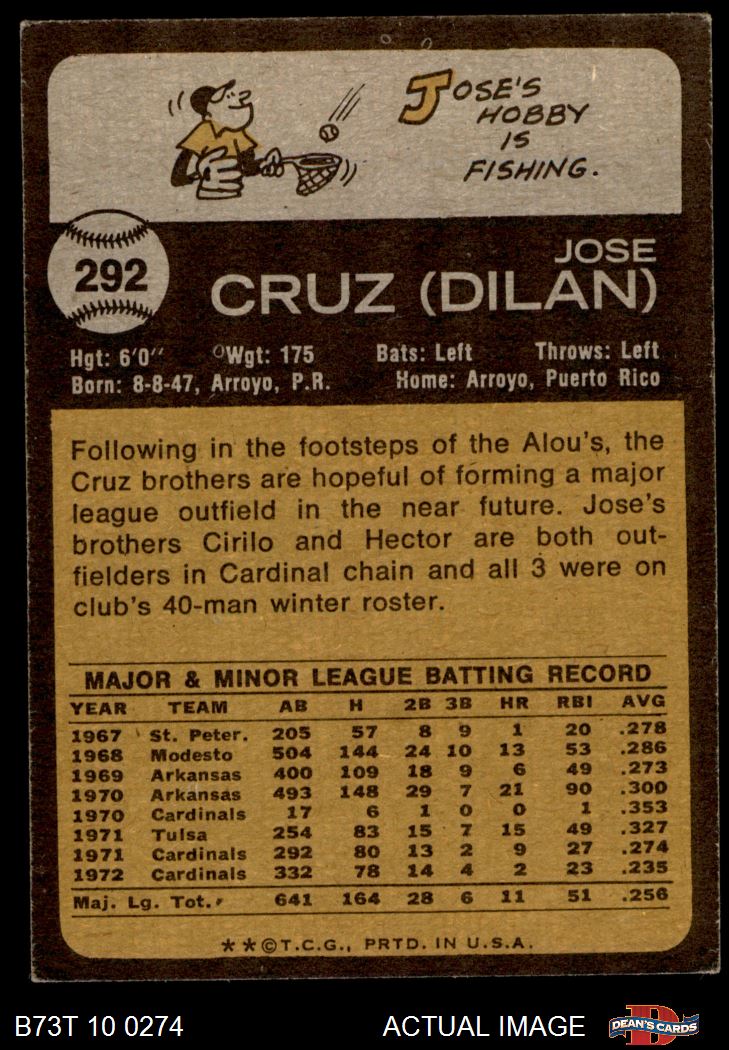 JOSE'S
HOBBY
IS
FISHING.
292
JOSE
CRUZ (DILAN)
Hgt: 6'0" Wgt: 175 Bats: Left Throws: Left
Born: 8-8-47, Arroyo, P.R. Home: Arroyo, Puerto Rico
Following in the footsteps of the Alou's, the
Cruz brothers are hopeful of forming a major
league outfield in the near future. Jose's
brothers Cirilo and Hector are both out-
fielders in Cardinal chain and all 3 were on
club's 40-man winter roster.
MAJOR & MINOR LEAGUE BATTING RECORD
YEAR TEAM AB H 2B 3B HR RBI AVG
1967 St. Peter. 205 57 8 9 1 20 .278
1968 Modesto 504 144 24 10 13 53 .286
1969 Arkansas 400 109 18 9 6 49 .273
1970 Arkansas 493 148 29 7 21 90 .300
1970 Cardinals 17 6 1 0 0 1 .353
1971 Tulsa 254 83 15 7 15 49 .327
1971 Cardinals 292 80 13 2 9 27 .274
1972 Cardinals 332 78 14 4 2 23 .235
Maj. Lg. Tot. 641 164 28 6 11 51 .256
**©T.C.G., PRTD. IN U.S.A.
B73T 10 0274 ACTUAL IMAGE DEAN'S CARDS